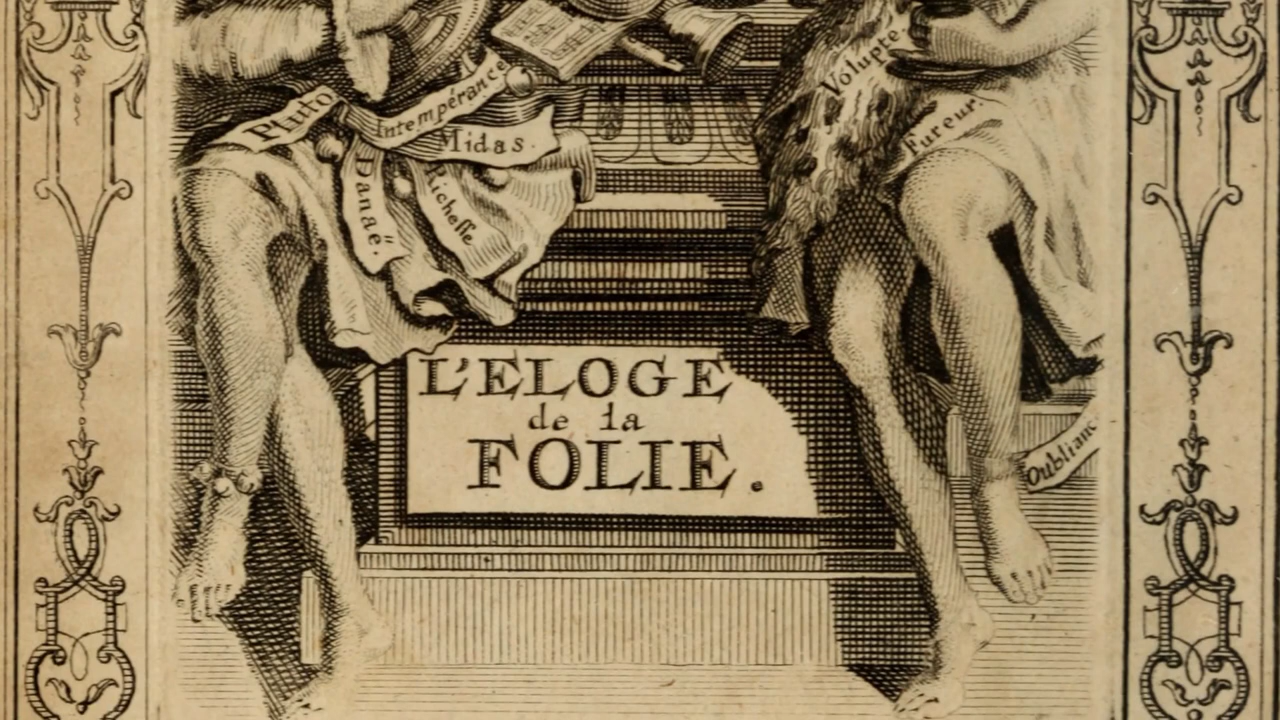 Pluto
Intempérance
Midas.
Danaë.
Richesse
Volupté.
Fureur.
L'ELOGE
de la
FOLIE.
Oublianc